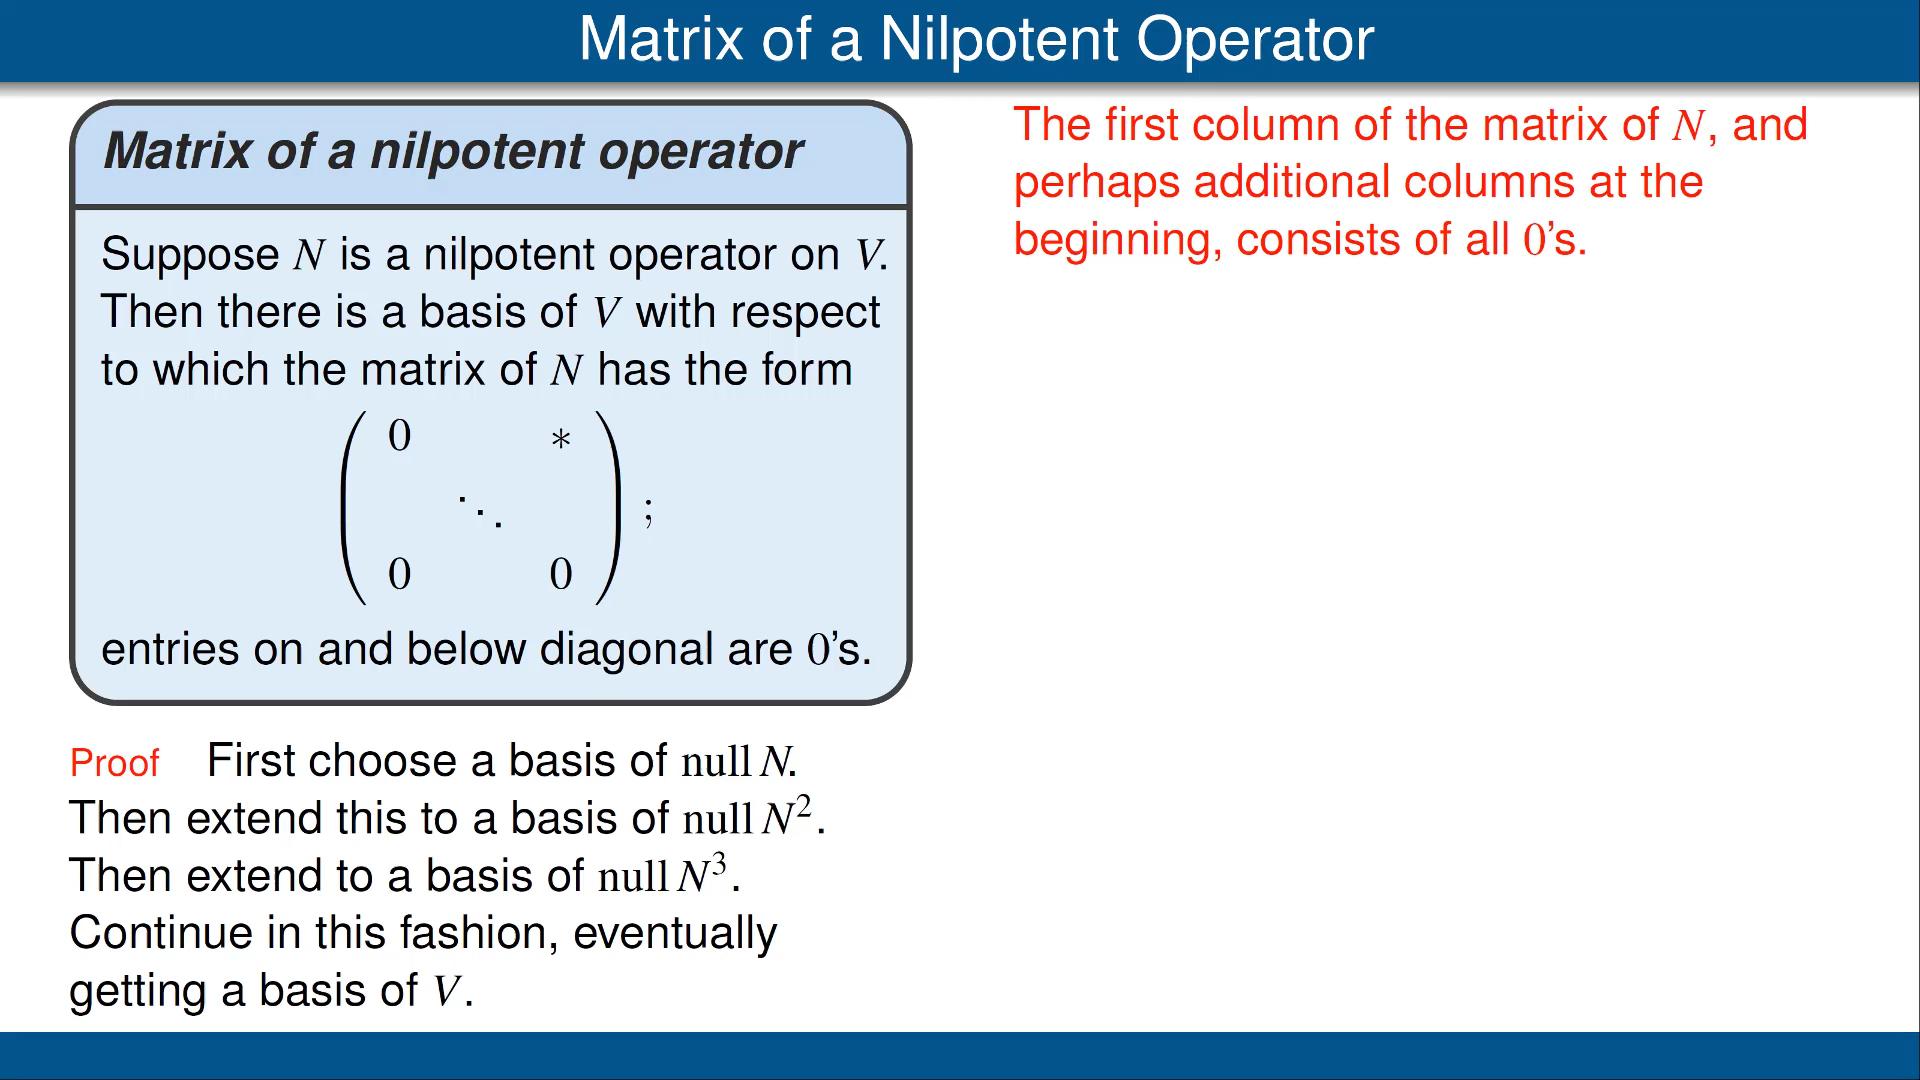 Matrix of a Nilpotent Operator
Matrix of a nilpotent operator
Suppose N is a nilpotent operator on V.
Then there is a basis of V with respect
to which the matrix of N has the form
0 *
⋱ ;
0 0
entries on and below diagonal are 0’s.
Proof First choose a basis of null N.
Then extend this to a basis of null N².
Then extend to a basis of null N³.
Continue in this fashion, eventually
getting a basis of V.
The first column of the matrix of N, and
perhaps additional columns at the
beginning, consists of all 0’s.